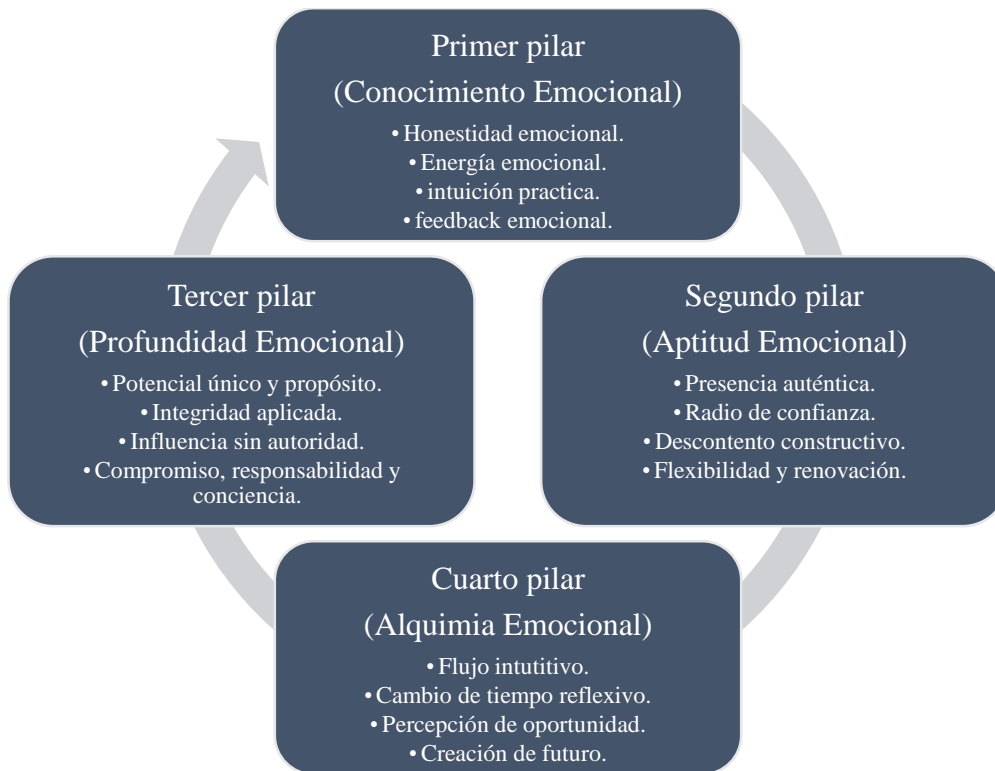 Primer pilar
(Conocimiento Emocional)
• Honestidad emocional.
• Energía emocional.
• intuición practica.
• feedback emocional.
Tercer pilar
(Profundidad Emocional)
• Potencial único y propósito.
• Integridad aplicada.
• Influencia sin autoridad.
• Compromiso, responsabilidad y
conciencia.
Segundo pilar
(Aptitud Emocional)
• Presencia auténtica.
• Radio de confianza.
• Descontento constructivo.
• Flexibilidad y renovación.
Cuarto pilar
(Alquimia Emocional)
• Flujo intutitivo.
• Cambio de tiempo reflexivo.
• Percepción de oportunidad.
• Creación de futuro.